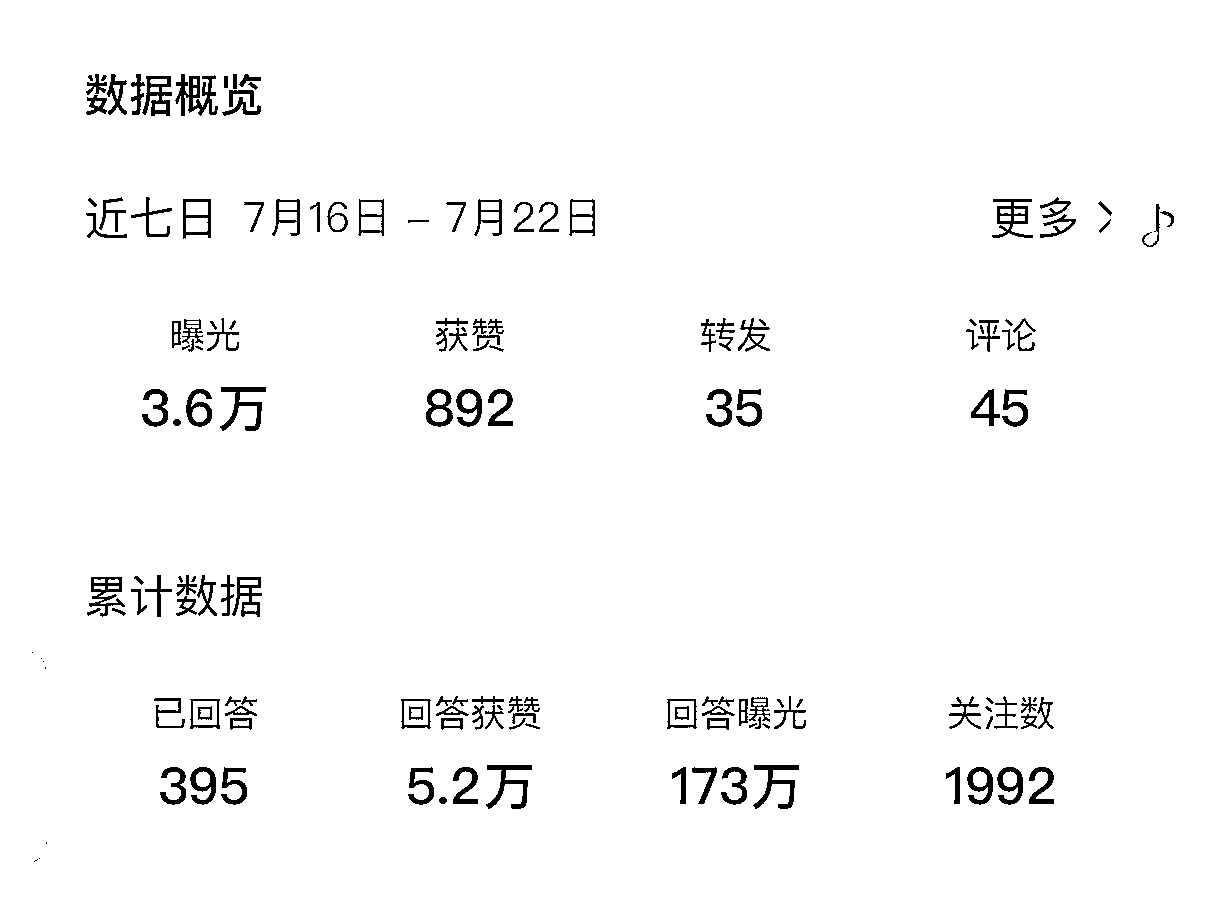 数据概览
近七日 7月16日 – 7月22日 更多 >
曝光 获赞 转发 评论
3.6万 892 35 45
累计数据
已回答 回答获赞 回答曝光 关注数
395 5.2万 173万 1992